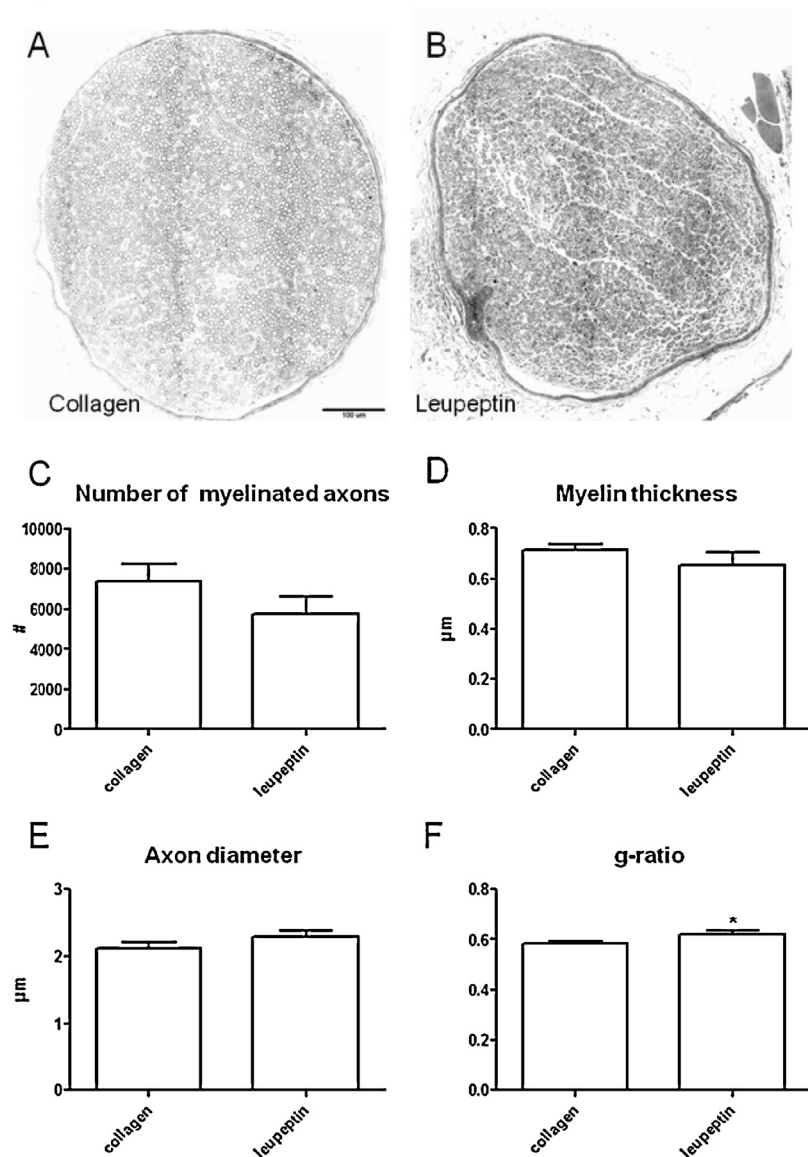 A
B
Collagen
100 um
Leupeptin
C
Number of myelinated axons
10000
8000
6000
4000
2000
0
#
collagen
leupeptin
D
Myelin thickness
0.8
0.6
0.4
0.2
0.0
µm
collagen
leupeptin
E
Axon diameter
3
2
1
0
µm
collagen
leupeptin
F
g-ratio
0.8
0.6
0.4
0.2
0.0
*
collagen
leupeptin